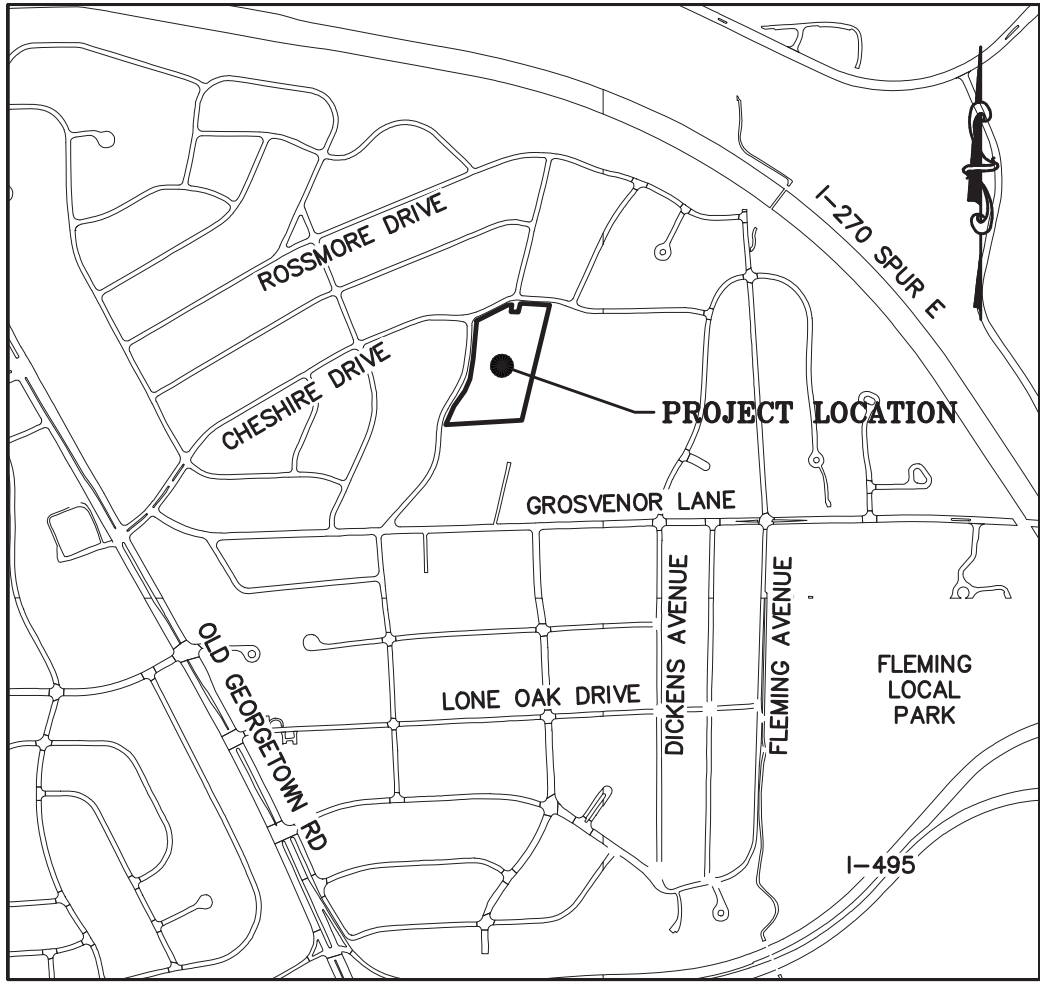 ROSSMORE DRIVE
I-270 SPUR E
CHESHIRE DRIVE
PROJECT LOCATION
GROSVENOR LANE
DICKENS AVENUE
FLEMING AVENUE
OLD GEORGETOWN RD
LONE OAK DRIVE
FLEMING
LOCAL
PARK
I-495